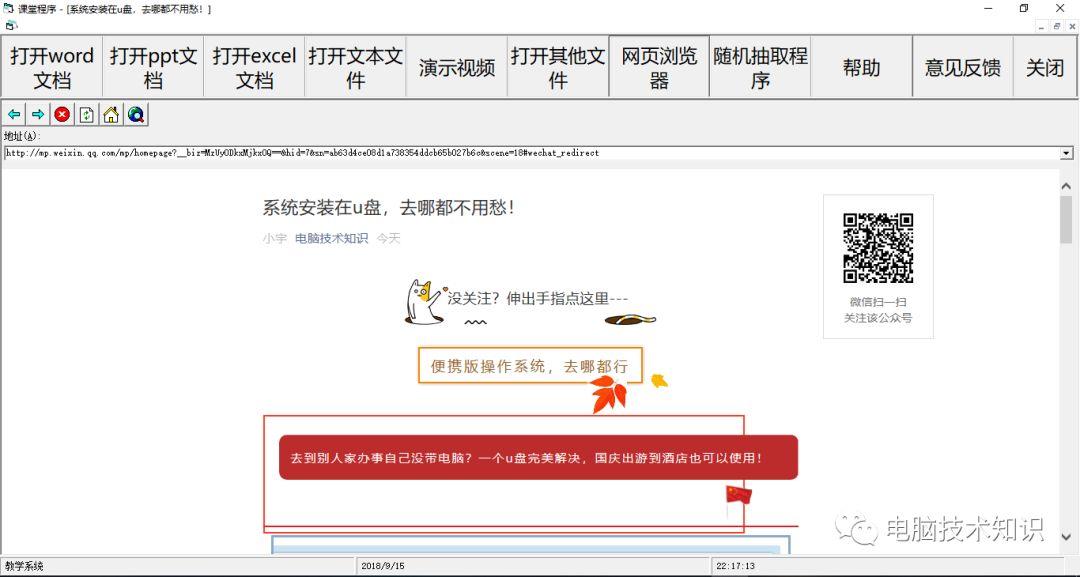 课堂程序 - [系统安装在u盘，去哪都不用愁！]
打开word文档
打开ppt文档
打开excel文档
打开文本文件
演示视频
打开其他文件
网页浏览器
随机抽取程序
帮助
意见反馈
关闭
地址(A):
http://mp.weixin.qq.com/mp/homepage?__biz=MzUyODkxMjkxOQ==&hid=7&sn=ab63d4ce08d1a738354ddcb65b027b6c&scene=18#wechat_redirect
系统安装在u盘，去哪都不用愁！
小宇 电脑技术知识 今天
没关注？伸出手指点这里---
便携版操作系统，去哪都行
去到别人家办事自己没带电脑？一个u盘完美解决，国庆出游到酒店也可以使用！
微信扫一扫
关注该公众号
电脑技术知识
教学系统
2018/9/15
22:17:13